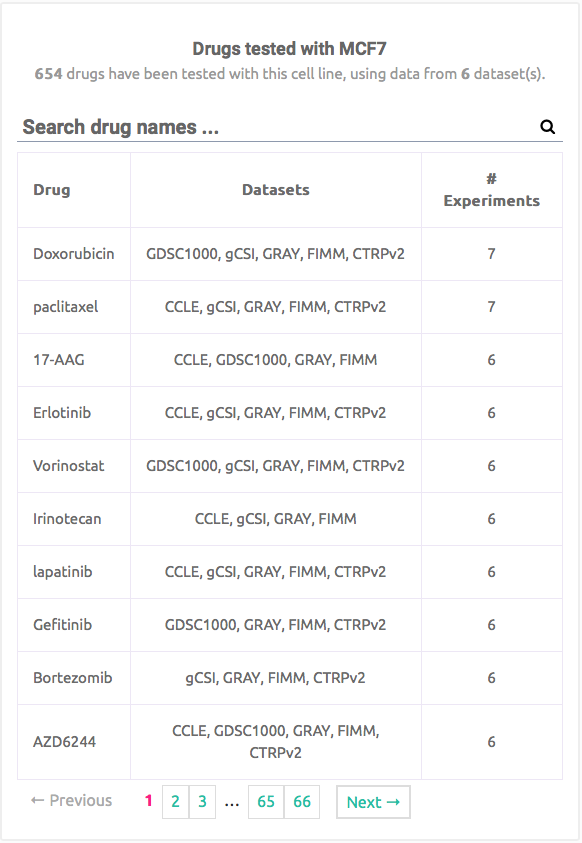 Drugs tested with MCF7
654 drugs have been tested with this cell line, using data from 6 dataset(s).
Search drug names ...
Drug Datasets # Experiments
Doxorubicin GDSC1000, gCSI, GRAY, FIMM, CTRPv2 7
paclitaxel CCLE, gCSI, GRAY, FIMM, CTRPv2 7
17-AAG CCLE, GDSC1000, GRAY, FIMM 6
Erlotinib CCLE, gCSI, GRAY, FIMM, CTRPv2 6
Vorinostat GDSC1000, gCSI, GRAY, FIMM, CTRPv2 6
Irinotecan CCLE, gCSI, GRAY, FIMM 6
lapatinib CCLE, gCSI, GRAY, FIMM, CTRPv2 6
Gefitinib GDSC1000, GRAY, FIMM, CTRPv2 6
Bortezomib gCSI, GRAY, FIMM, CTRPv2 6
AZD6244 CCLE, GDSC1000, GRAY, FIMM, CTRPv2 6
← Previous 1 2 3 ... 65 66 Next →